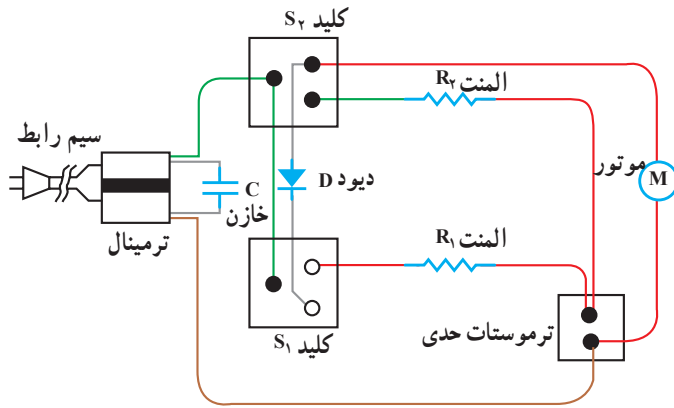 کلید S۲
المنت R۲
سیم رابط
موتور
M
دیود D
C
خازن
ترمینال
المنت R۱
ترموستات حدی
کلید S۱